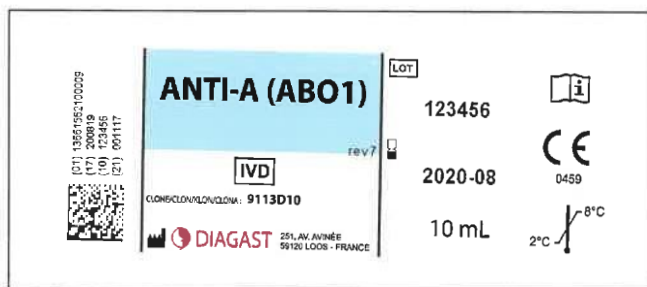 (01) 13561552100009
(17) 200819
(10) 123456
(21) 001117
ANTI-A (ABO1)
rev7
IVD
CLONE/CLON/KLON/CLONA : 9113D10
DIAGAST
251, AV. AVINÉE
59120 LOOS - FRANCE
LOT
123456
2020-08
10 mL
i
CE
0459
8°C
2°C